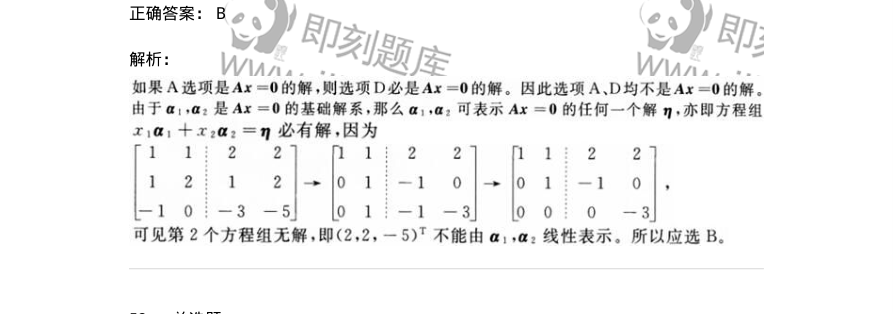 正确答案： B
即刻题库
即刻
解析：
如果A选项是Ax=0的解,则选项D必是Ax=0的解。因此选项A、D均不是Ax=0的解。
由于α₁,α₂是Ax=0的基础解系,那么α₁,α₂可表示Ax=0的任何一个解η,亦即方程组
x₁α₁+x₂α₂=η必有解,因为
[1 1 ⋮ 2 2] [1 1 ⋮ 2 2] [1 1 ⋮ 2 2]
[1 2 ⋮ 1 2] → [0 1 ⋮ −1 0] → [0 1 ⋮ −1 0] ,
[−1 0 ⋮ −3 −5] [0 1 ⋮ −1 −3] [0 0 ⋮ 0 −3]
可见第2个方程组无解,即(2,2,−5)ᵀ不能由α₁,α₂线性表示。所以应选B。